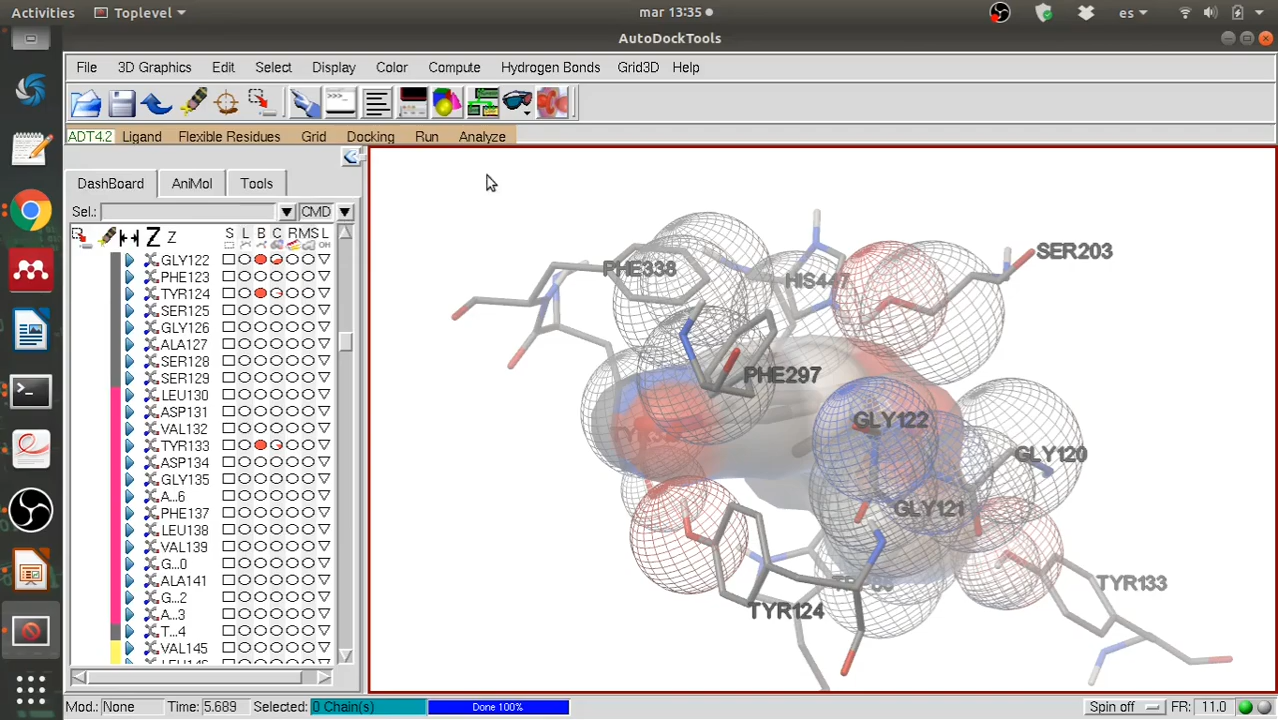 Activities Toplevel mar 13:35 es
AutoDockTools
File 3D Graphics Edit Select Display Color Compute Hydrogen Bonds Grid3D Help
ADT4.2 Ligand Flexible Residues Grid Docking Run Analyze
DashBoard AniMol Tools
Sel.: CMD
Z Z S L B C R MS L
GLY122
PHE123
TYR124
SER125
GLY126
ALA127
SER128
SER129
LEU130
ASP131
VAL132
TYR133
ASP134
GLY135
A...6
PHE137
LEU138
VAL139
G...0
ALA141
G...2
A...3
T...4
VAL145
LEU146
SER203
PHE338
HIS447
PHE297
GLY122
GLY120
GLY121
TYR133
TYR124
Mod.: None Time: 5.689 Selected: 0 Chain(s) Done 100% Spin off FR: 11.0